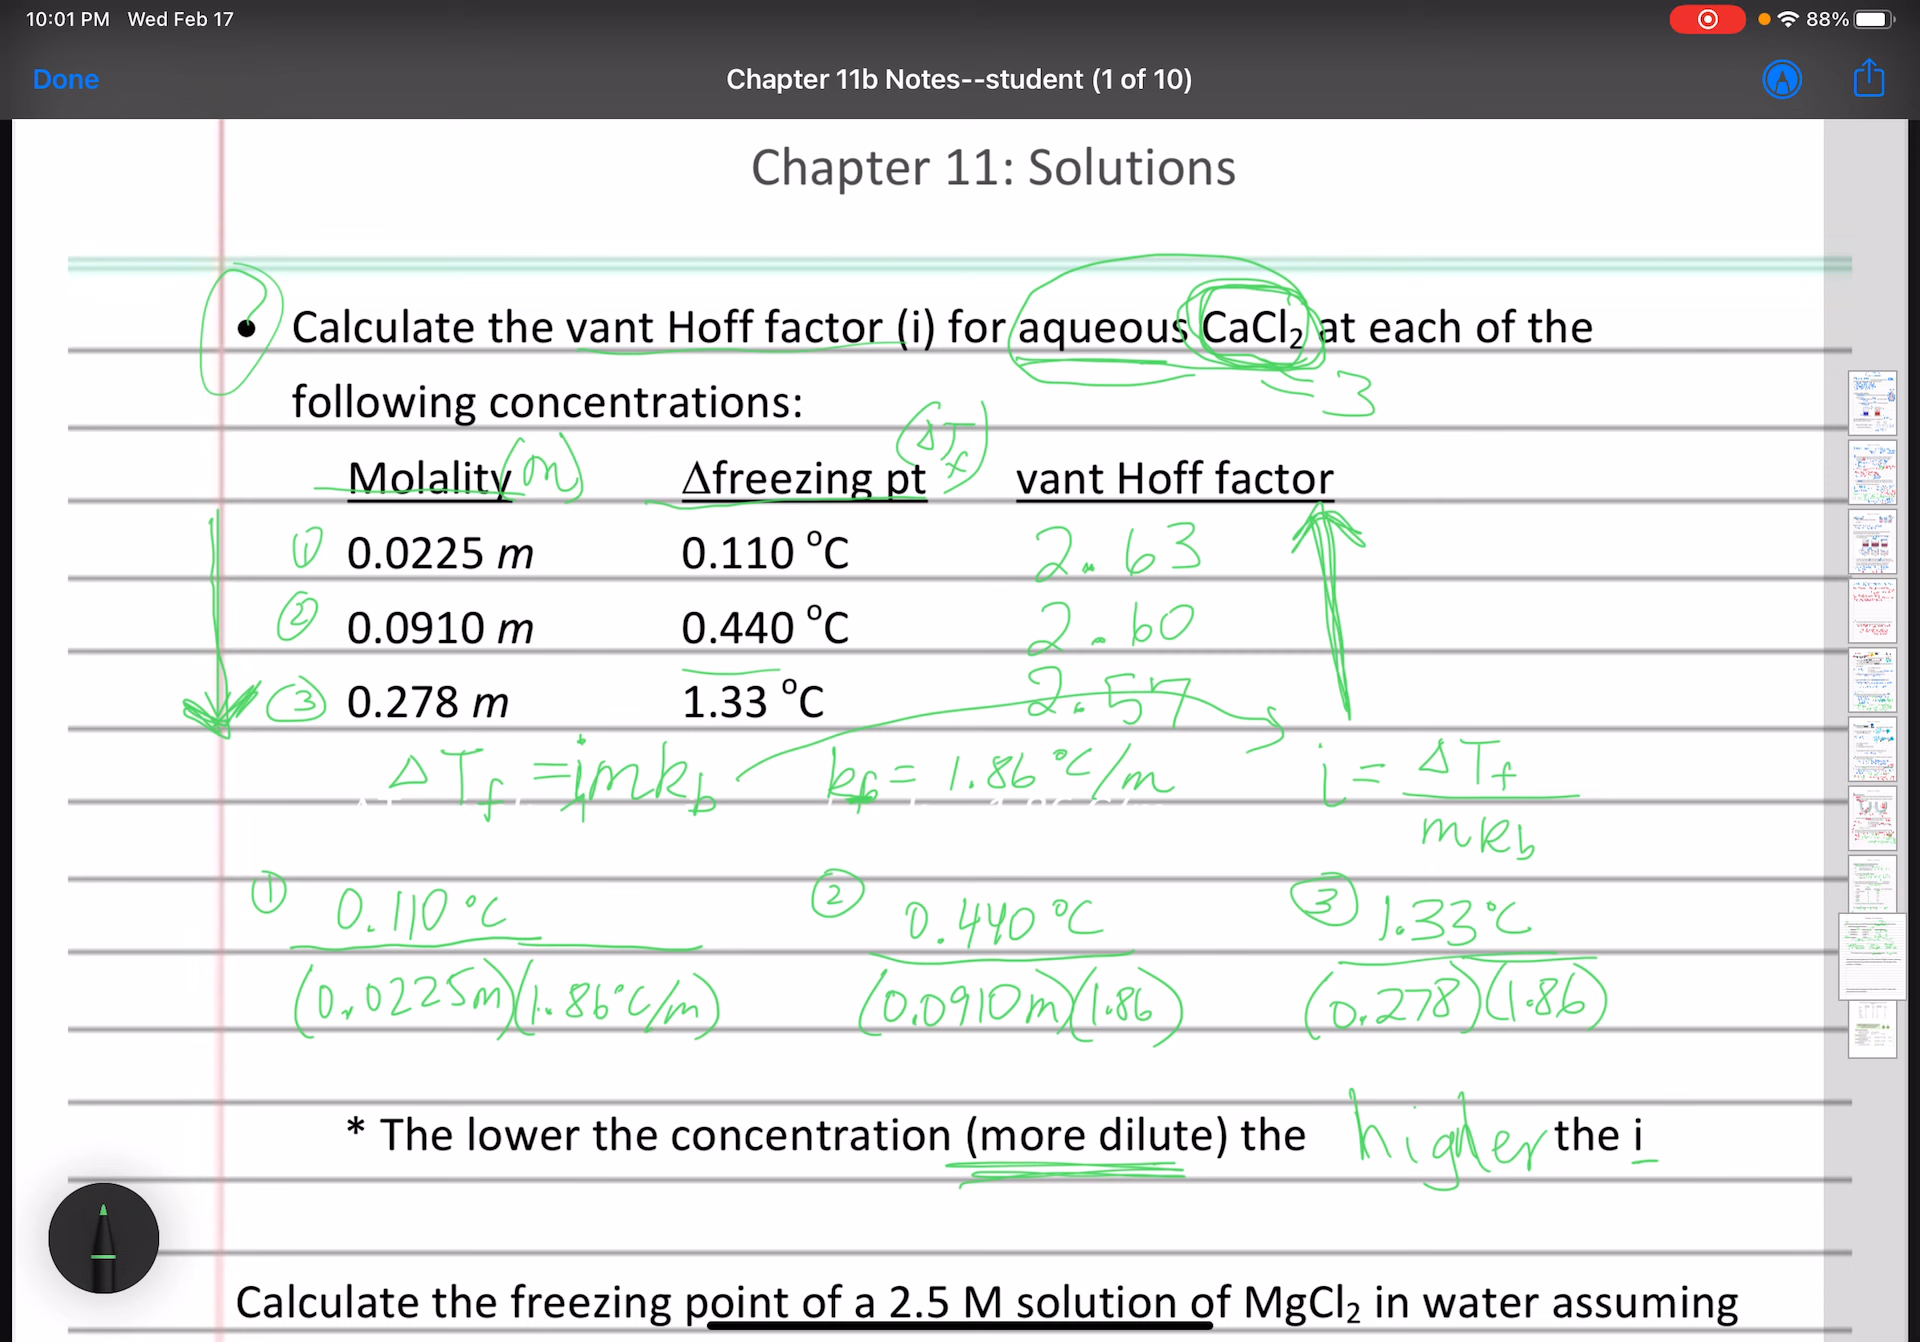 10:01 PM Wed Feb 17 88%
Done Chapter 11b Notes--student (1 of 10)
Chapter 11: Solutions
• Calculate the vant Hoff factor (i) for aqueous CaCl₂ at each of the
= 3
following concentrations:
(m) (ΔTf)
Molality Δfreezing pt vant Hoff factor
① 0.0225 m 0.110 °C 2.63
② 0.0910 m 0.440 °C 2.60
③ 0.278 m 1.33 °C 2.57
ΔTf = imkb kf = 1.86 °C/m i = ΔTf / mkb
① 0.110 °C ② 0.440 °C ③ 1.33 °C
(0.0225m)(1.86°C/m) (0.0910m)(1.86) (0.278)(1.86)
* The lower the concentration (more dilute) the higher the i
Calculate the freezing point of a 2.5 M solution of MgCl₂ in water assuming